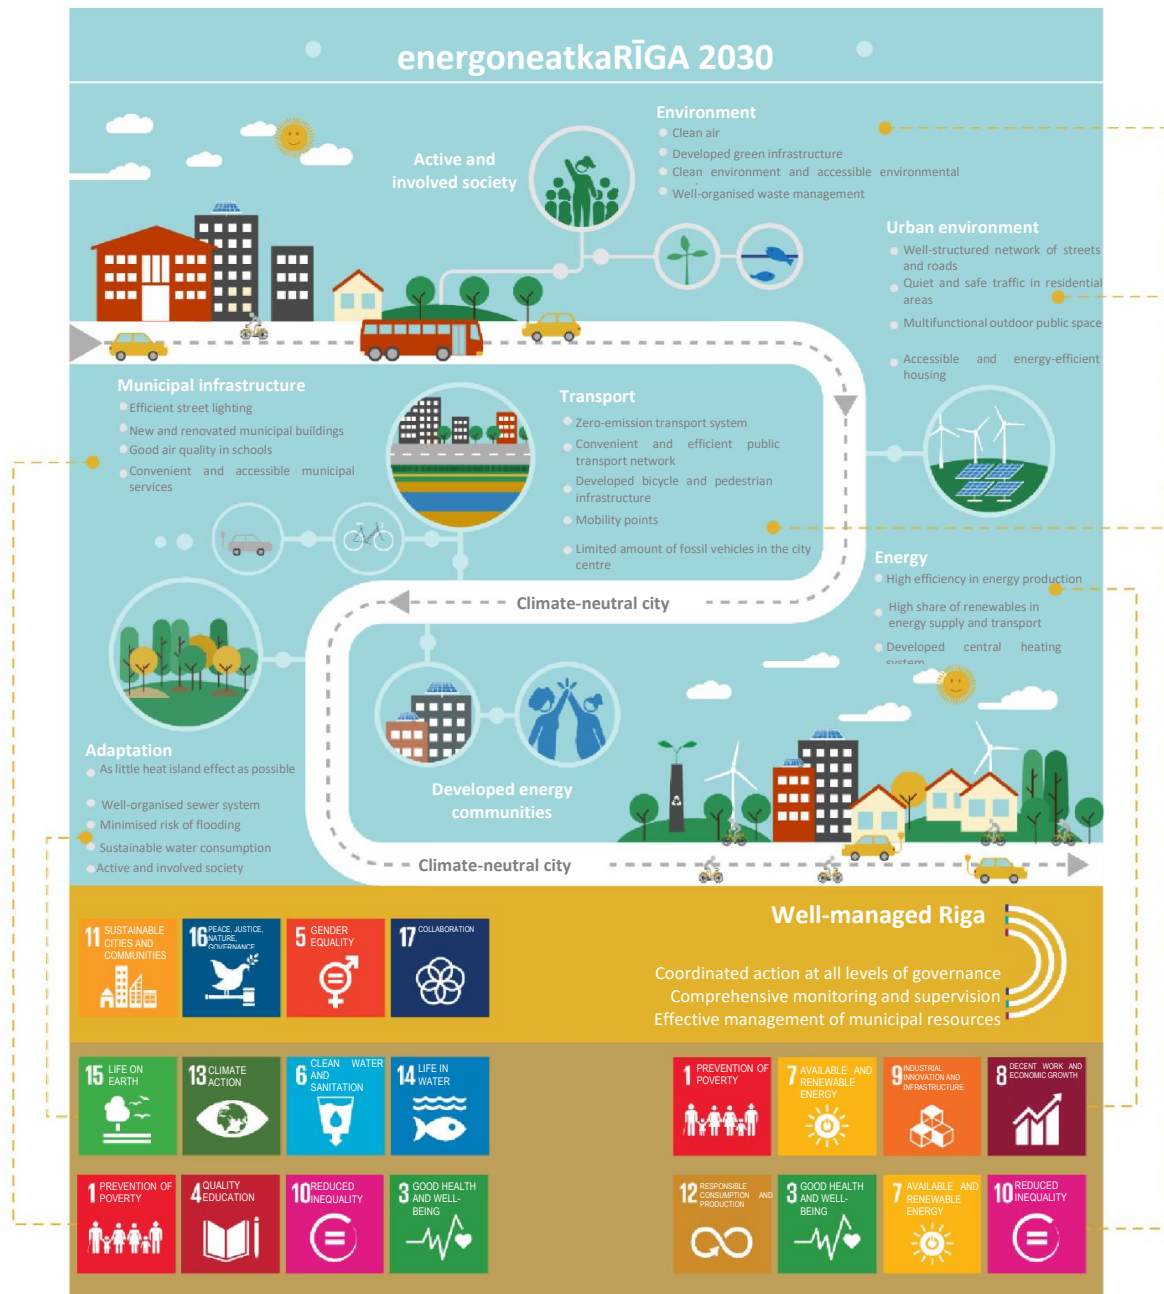 energoneatkaRĪGA 2030
Environment
Clean air
Developed green infrastructure
Clean environment and accessible environmental
Well-organised waste management
Active and
involved society
Urban environment
Well-structured network of streets
and roads
Quiet and safe traffic in residential
areas
Multifunctional outdoor public space
Accessible and energy-efficient
housing
Municipal infrastructure
Efficient street lighting
New and renovated municipal buildings
Good air quality in schools
Convenient and accessible municipal
services
Transport
Zero-emission transport system
Convenient and efficient public
transport network
Developed bicycle and pedestrian
infrastructure
Mobility points
Limited amount of fossil vehicles in the city
centre
Energy
High efficiency in energy production
High share of renewables in
energy supply and transport
Developed central heating
system
Climate-neutral city
Adaptation
As little heat island effect as possible
Well-organised sewer system
Minimised risk of flooding
Sustainable water consumption
Active and involved society
Developed energy
communities
Climate-neutral city
Well-managed Riga
Coordinated action at all levels of governance
Comprehensive monitoring and supervision
Effective management of municipal resources
11 SUSTAINABLE
CITIES AND
COMMUNITIES
16 PEACE, JUSTICE,
NATURE,
GOVERNANCE
5 GENDER
EQUALITY
17 COLLABORATION
15 LIFE ON
EARTH
13 CLIMATE
ACTION
6 CLEAN WATER
AND
SANITATION
14 LIFE IN
WATER
1 PREVENTION OF
POVERTY
7 AVAILABLE AND
RENEWABLE
ENERGY
9 INDUSTRIAL
INNOVATION AND
INFRASTRUCTURE
8 DECENT WORK AND
ECONOMIC GROWTH
1 PREVENTION OF
POVERTY
4 QUALITY
EDUCATION
10 REDUCED
INEQUALITY
3 GOOD HEALTH
AND WELL-
BEING
12 RESPONSIBLE
CONSUMPTION AND
PRODUCTION
3 GOOD HEALTH
AND WELL-
BEING
7 AVAILABLE AND
RENEWABLE
ENERGY
10 REDUCED
INEQUALITY